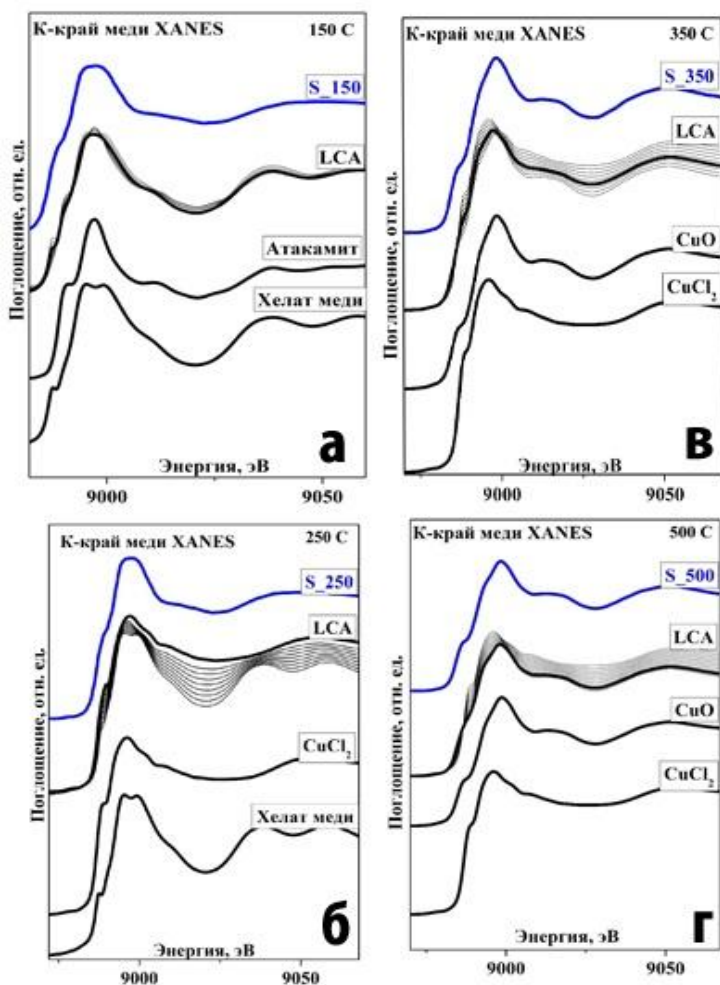 К-край меди XANES 150 C
S_150
LCA
Атакамит
Хелат меди
Поглощение, отн. ед.
а
Энергия, эВ
9000 9050
К-край меди XANES 350 C
S_350
LCA
CuO
CuCl₂
Поглощение, отн. ед.
в
Энергия, эВ
9000 9050
К-край меди XANES 250 C
S_250
LCA
CuCl₂
Хелат меди
Поглощение, отн. ед.
б
Энергия, эВ
9000 9050
К-край меди XANES 500 C
S_500
LCA
CuO
CuCl₂
Поглощение, отн. ед.
г
Энергия, эВ
9000 9050